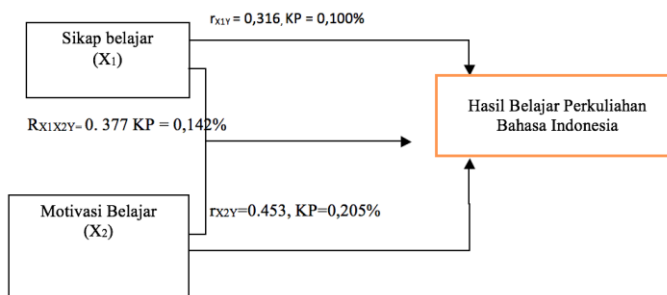 rX1Y = 0,316, KP = 0,100%
Sikap belajar
(X1)
Hasil Belajar Perkuliahan
Bahasa Indonesia
RX1X2Y= 0. 377 KP = 0,142%
Motivasi Belajar
(X2)
rX2Y=0.453, KP=0,205%